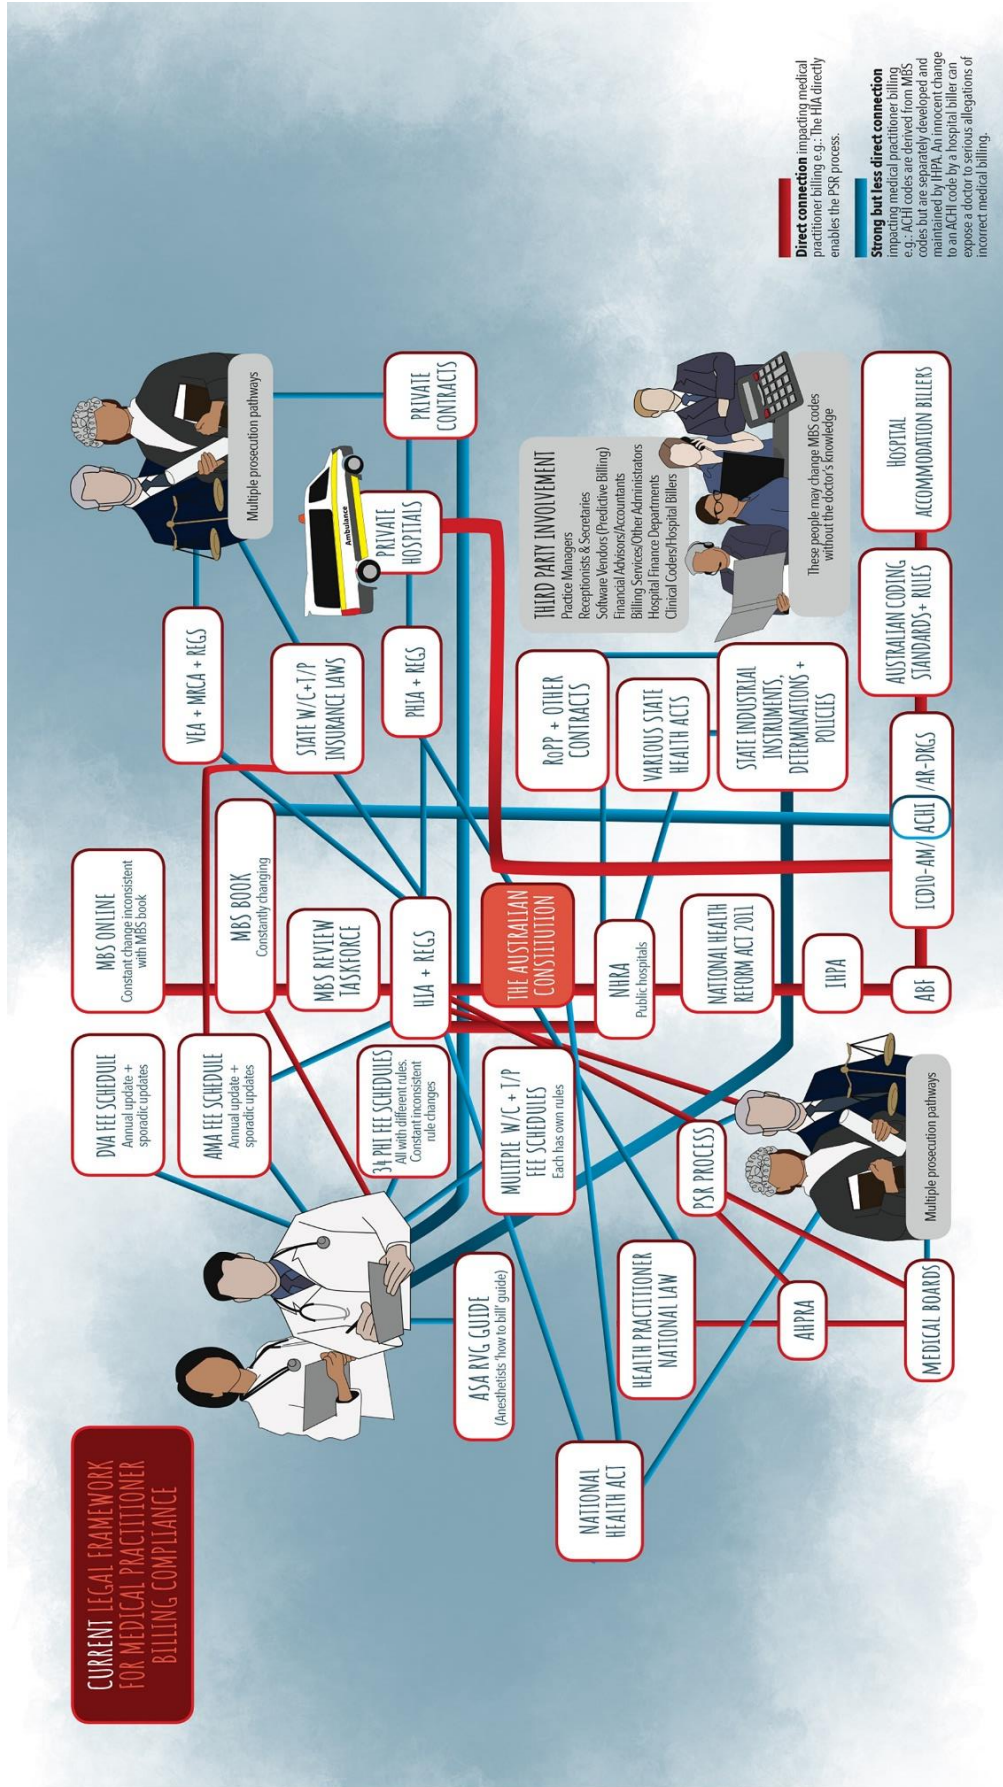 CURRENT LEGAL FRAMEWORK
FOR MEDICAL PRACTITIONER
BILLING COMPLIANCE
DVA FEE SCHEDULE
Annual update +
sporadic updates
MBS ONLINE
Constant change inconsistent
with MBS book
AMA FEE SCHEDULE
Annual update +
sporadic updates
MBS BOOK
Constantly changing
VEA + MRCA + REGS
Multiple prosecution pathways
MBS REVIEW
TASKFORCE
STATE W/C+T/P
INSURANCE LAWS
Ambulance
34 PHI FEE SCHEDULES
All with different rules.
Constant inconsistent
rule changes
HIA + REGS
PHIA + REGS
PRIVATE
HOSPITALS
PRIVATE
CONTRACTS
ASA RVG GUIDE
(Anesthetists 'how to bill' guide)
MULTIPLE W/C + T/P
FEE SCHEDULES
Each has own rules
THE AUSTRALIAN
CONSTITUTION
RoPP + OTHER
CONTRACTS
THIRD PARTY INVOLVEMENT
Practice Managers
Receptionists & Secretaries
Software Vendors (Predictive Billing)
Financial Advisors/Accountants
Billing Services/Other Administrators
Hospital Finance Departments
Clinical Coders/Hospital Billers
These people may change MBS codes
without the doctor's knowledge
NATIONAL
HEALTH ACT
HEALTH PRACTITIONER
NATIONAL LAW
NHRA
Public hospitals
VARIOUS STATE
HEALTH ACTS
PSR PROCESS
NATIONAL HEALTH
REFORM ACT 2011
STATE INDUSTRIAL
INSTRUMENTS,
DETERMINATIONS +
POLICIES
AHPRA
IHPA
MEDICAL BOARDS
Multiple prosecution pathways
ABF
ICD10-AM/ ACHI /AR-DRGS
AUSTRALIAN CODING
STANDARDS+ RULES
HOSPITAL
ACCOMMODATION BILLERS
Direct connection impacting medical
practitioner billing e.g.: The HIA directly
enables the PSR process.
Strong but less direct connection
impacting medical practitioner billing
e.g.: ACHI codes are derived from MBS
codes but are separately developed and
maintained by IHPA. An innocent change
to an ACHI code by a hospital biller can
expose a doctor to serious allegations of
incorrect medical billing.